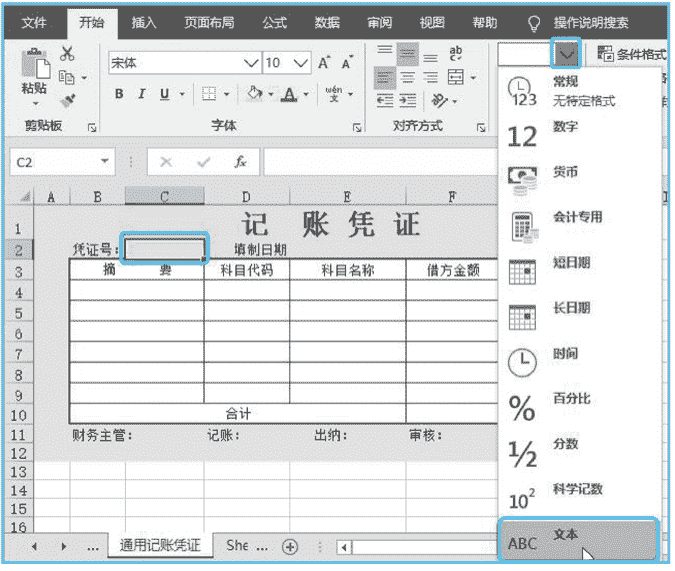 文件 开始 插入 页面布局 公式 数据 审阅 视图 帮助 操作说明搜索
宋体 10 A A 条件格式
粘贴 B I U A wén 文 ab
剪贴板 字体 对齐方式
C2 fx
A B C D E F
1 记 账 凭 证
2 凭证号: 填制日期
3 摘 要 科目代码 科目名称 借方金额
4
5
6
7
8
9
10 合计
11 财务主管: 记账: 出纳: 审核:
12
13
14
15
16
... 通用记账凭证 She ...
123 常规
无特定格式
12 数字
货币
会计专用
短日期
长日期
时间
% 百分比
½ 分数
10² 科学记数
ABC 文本